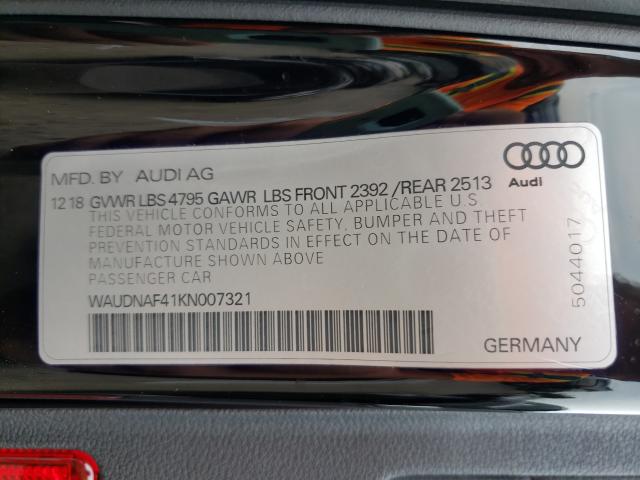 MFD. BY AUDI AG
12 18 GVWR LBS 4795 GAWR LBS FRONT 2392 /REAR 2513
THIS VEHICLE CONFORMS TO ALL APPLICABLE U.S.
FEDERAL MOTOR VEHICLE SAFETY, BUMPER AND THEFT
PREVENTION STANDARDS IN EFFECT ON THE DATE OF
MANUFACTURE SHOWN ABOVE
PASSENGER CAR
WAUDNAF41KN007321
Audi
5044017
GERMANY